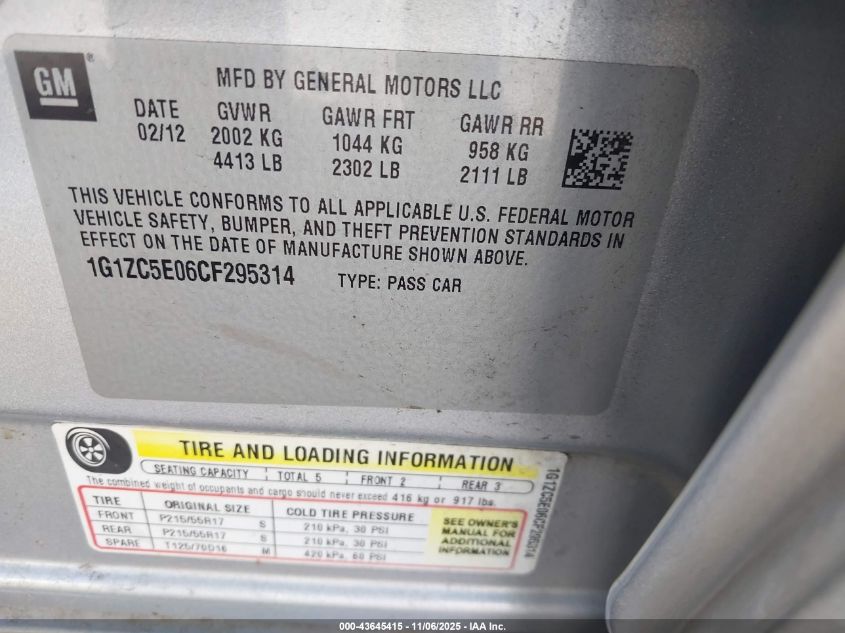 GM ®
MFD BY GENERAL MOTORS LLC
DATE GVWR GAWR FRT GAWR RR
02/12 2002 KG 1044 KG 958 KG
4413 LB 2302 LB 2111 LB
THIS VEHICLE CONFORMS TO ALL APPLICABLE U.S. FEDERAL MOTOR
VEHICLE SAFETY, BUMPER, AND THEFT PREVENTION STANDARDS IN
EFFECT ON THE DATE OF MANUFACTURE SHOWN ABOVE.
1G1ZC5E06CF295314 TYPE: PASS CAR
TIRE AND LOADING INFORMATION
SEATING CAPACITY TOTAL 5 FRONT 2 REAR 3
The combined weight of occupants and cargo should never exceed 416 kg or 917 lbs.
TIRE ORIGINAL SIZE COLD TIRE PRESSURE
FRONT P215/55R17 S 210 kPa, 30 PSI
REAR P215/55R17 S 210 kPa, 30 PSI
SPARE T125/70D16 M 420 kPa, 60 PSI
SEE OWNER'S
MANUAL FOR
ADDITIONAL
INFORMATION
1G1ZC5E06CF295314
000-43645415 - 11/06/2025 - IAA Inc.